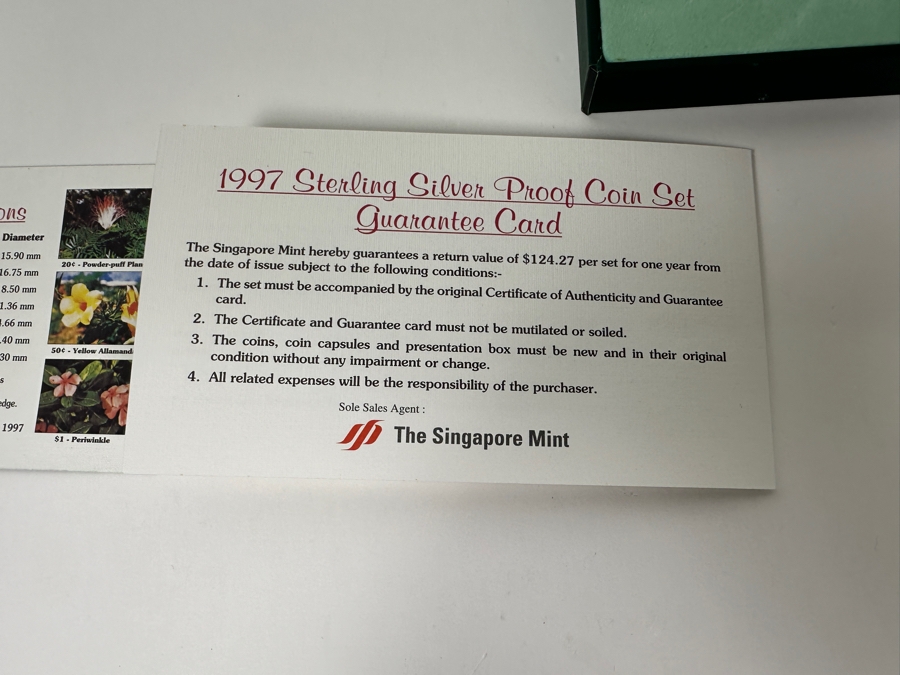 1997 Sterling Silver Proof Coin Set
Guarantee Card
The Singapore Mint hereby guarantees a return value of $124.27 per set for one year from
the date of issue subject to the following conditions:-
1. The set must be accompanied by the original Certificate of Authenticity and Guarantee
card.
2. The Certificate and Guarantee card must not be mutilated or soiled.
3. The coins, coin capsules and presentation box must be new and in their original
condition without any impairment or change.
4. All related expenses will be the responsibility of the purchaser.
Sole Sales Agent :
The Singapore Mint
ons
Diameter
15.90 mm
16.75 mm
8.50 mm
1.36 mm
.66 mm
.40 mm
30 mm
s
edge.
1997
20¢ - Powder-puff Plan
50¢ - Yellow Allamand
$1 - Periwinkle